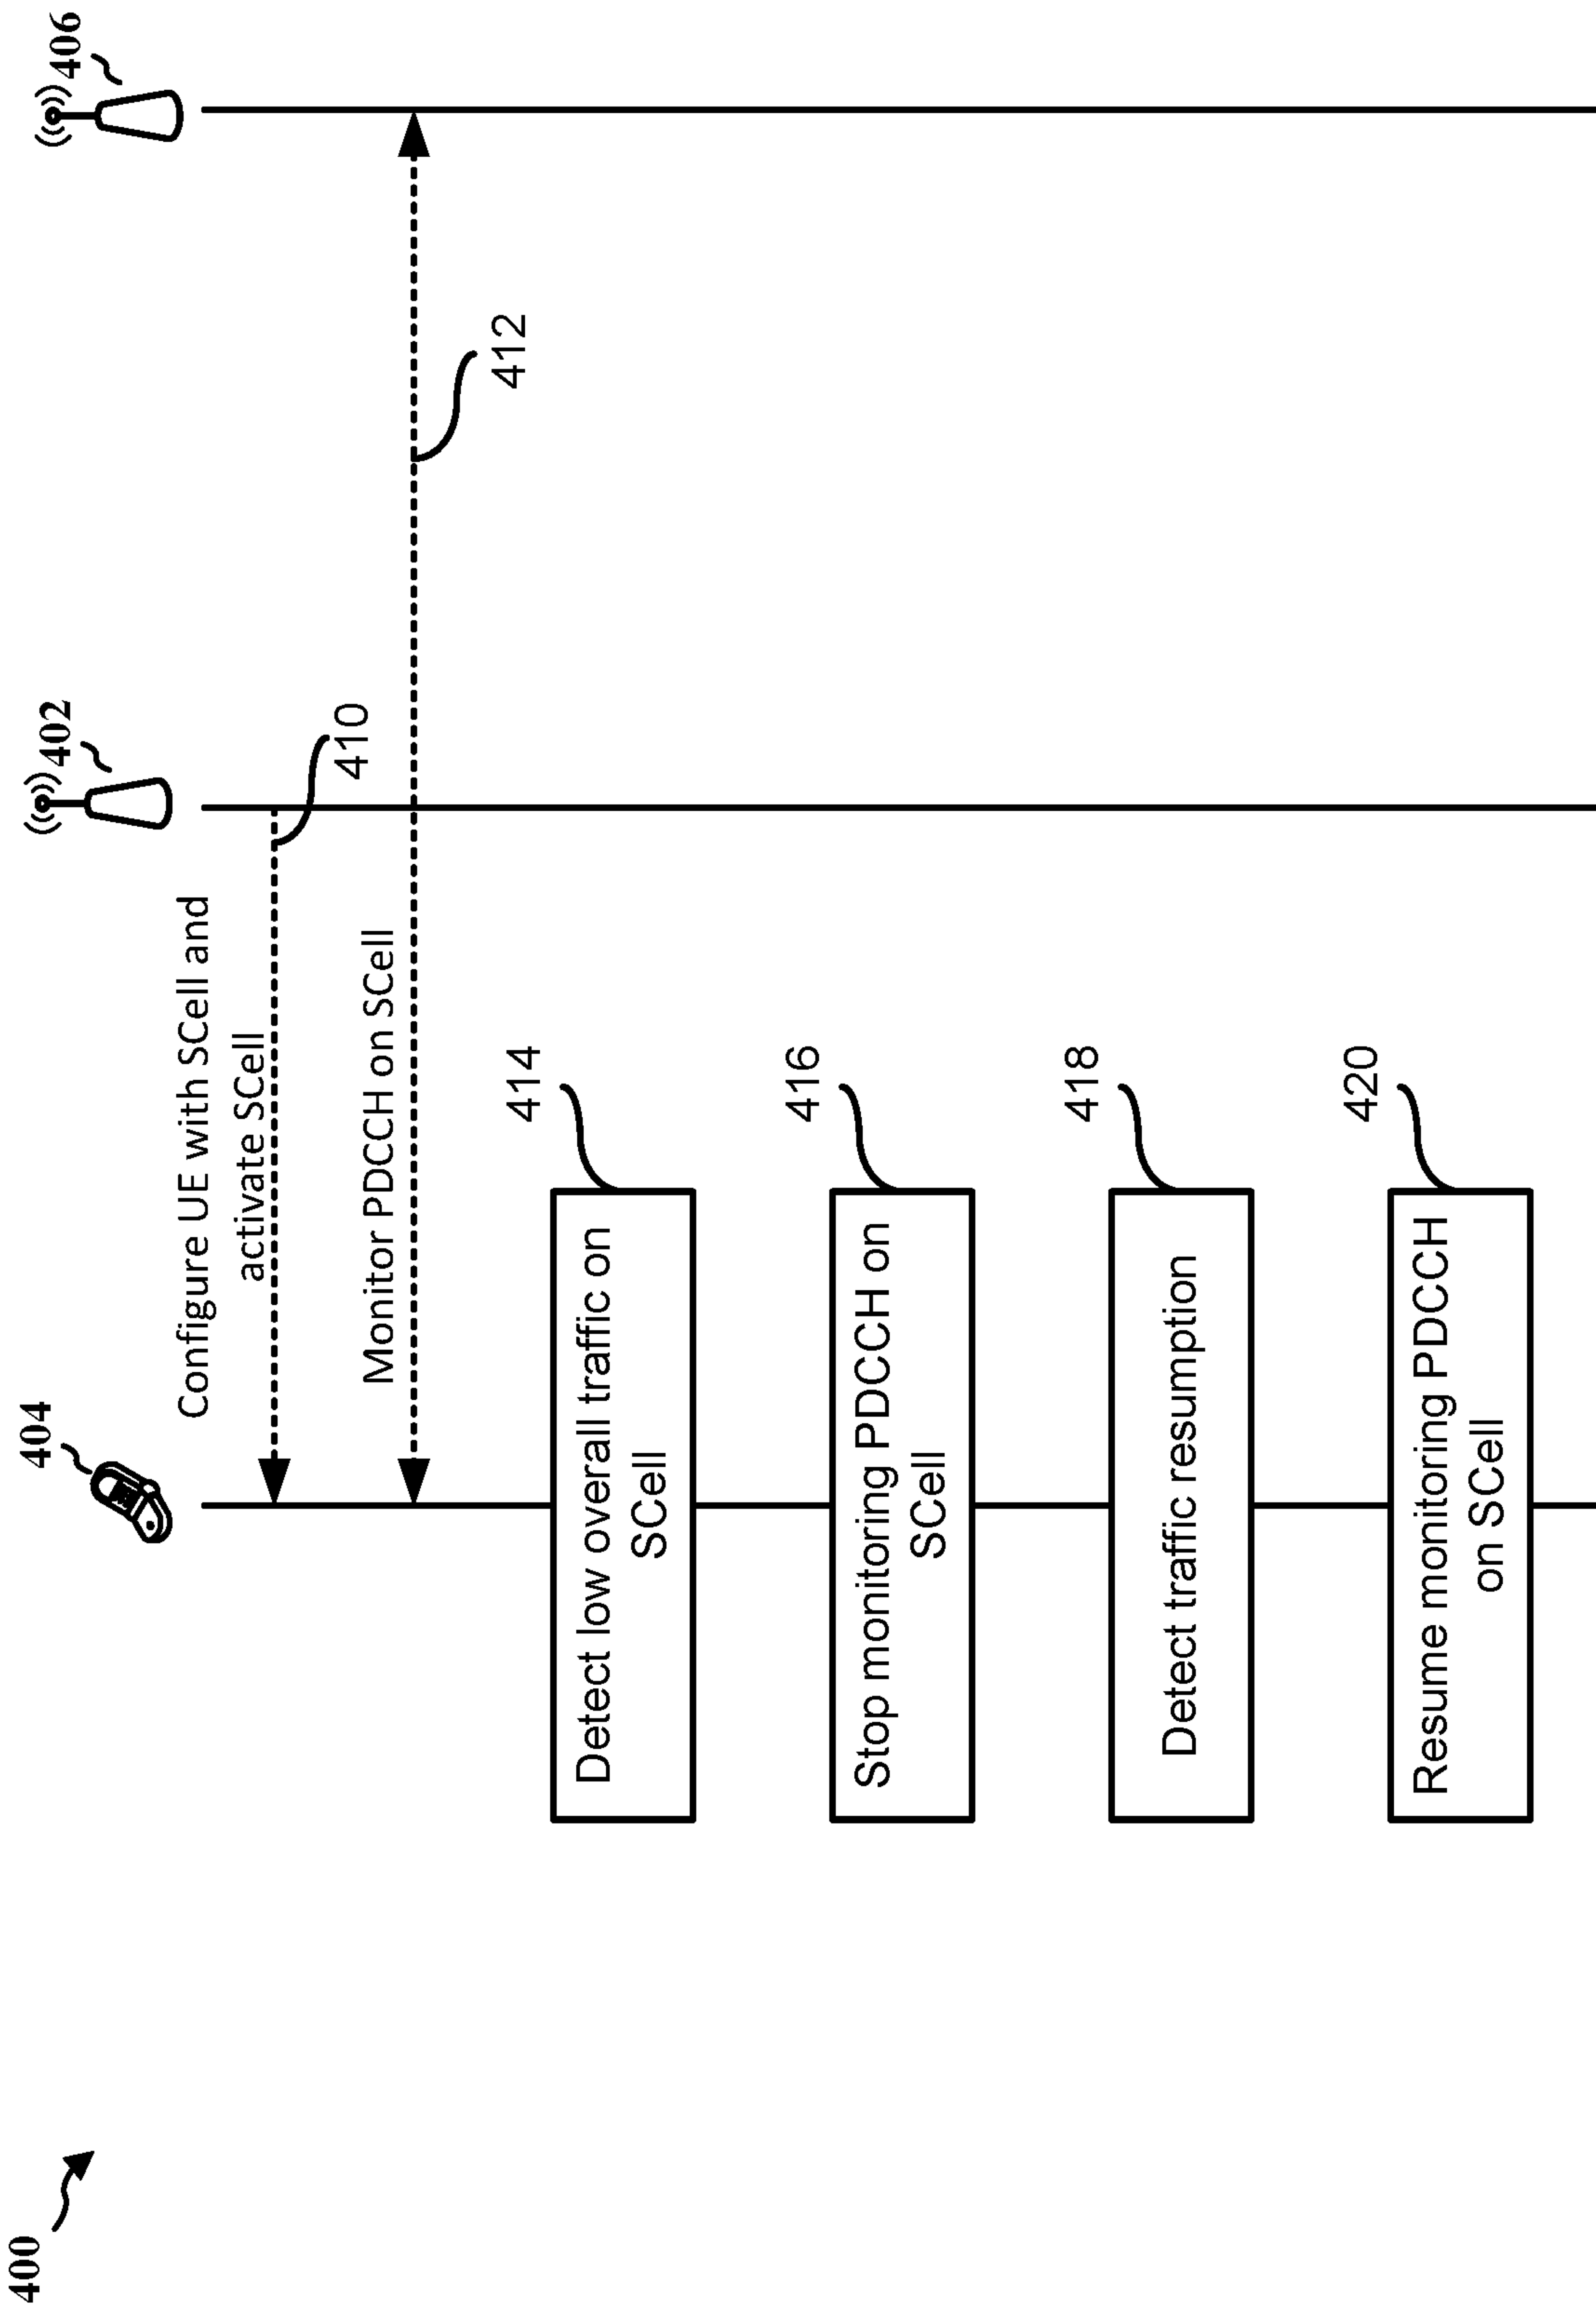 400
404
402
406
Configure UE with SCell and
activate SCell
410
Monitor PDCCH on SCell
412
414
Detect low overall traffic on
SCell
416
Stop monitoring PDCCH on
SCell
418
Detect traffic resumption
420
Resume monitoring PDCCH
on SCell